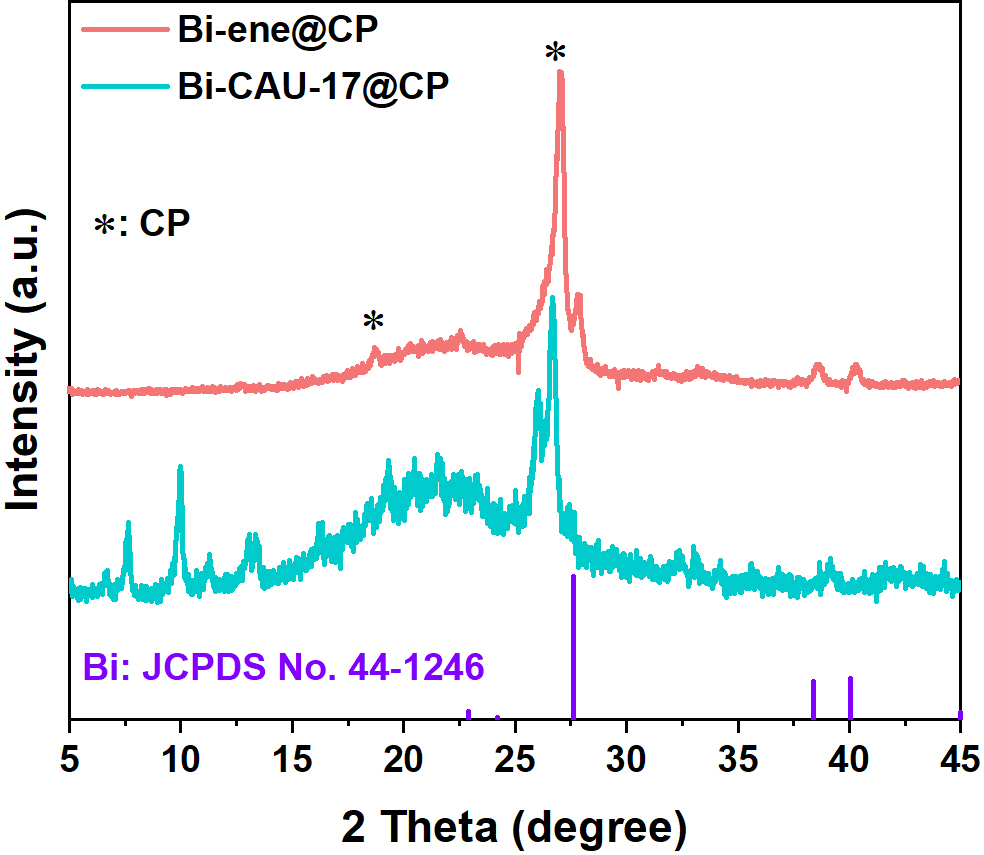 Bi-ene@CP
Bi-CAU-17@CP
*
*: CP
*
Intensity (a.u.)
Bi: JCPDS No. 44-1246
5 10 15 20 25 30 35 40 45
2 Theta (degree)